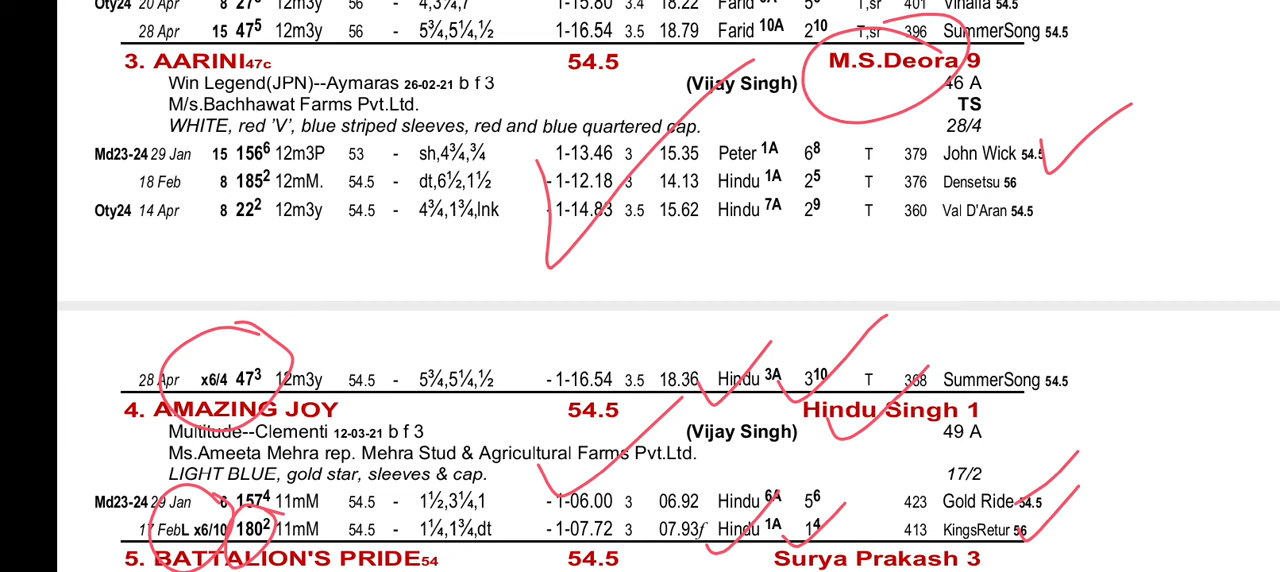 Oty24 20 Apr 8 12m3y 56 - 1-15.80 3.4 18.22 Farid T,sr 401 Vihalla 54.5
28 Apr 15 47⁵ 12m3y 56 - 5¾,5¼,½ 1-16.54 3.5 18.79 Farid 10A 2¹⁰ T,sr 396 SummerSong 54.5
3. AARINI47c 54.5 M.S.Deora 9
Win Legend(JPN)--Aymaras 26-02-21 b f 3 (Vijay Singh) 46 A
M/s.Bachhawat Farms Pvt.Ltd. TS
WHITE, red 'V', blue striped sleeves, red and blue quartered cap. 28/4
Md23-24 29 Jan 15 156⁶ 12m3P 53 - sh,4¾,¾ 1-13.46 3 15.35 Peter 1A 6⁸ T 379 John Wick 54.5
18 Feb 8 185² 12mM. 54.5 - dt,6½,1½ - 1-12.18 3 14.13 Hindu 1A 2⁵ T 376 Densetsu 56
Oty24 14 Apr 8 22² 12m3y 54.5 - 4¾,1¾,lnk - 1-14.83 3.5 15.62 Hindu 7A 2⁹ T 360 Val D'Aran 54.5
28 Apr x6/4 47³ 12m3y 54.5 - 5¾,5¼,½ - 1-16.54 3.5 18.36 Hindu 3A 3¹⁰ T 368 SummerSong 54.5
4. AMAZING JOY 54.5 Hindu Singh 1
Multitude--Clementi 12-03-21 b f 3 (Vijay Singh) 49 A
Ms.Ameeta Mehra rep. Mehra Stud & Agricultural Farms Pvt.Ltd.
LIGHT BLUE, gold star, sleeves & cap. 17/2
Md23-24 29 Jan 6 157⁴ 11mM 54.5 - 1½,3¼,1 - 1-06.00 3 06.92 Hindu 6A 5⁶ 423 Gold Ride 54.5
17 FebL x6/10 180² 11mM 54.5 - 1¼,1¾,dt - 1-07.72 3 07.93f Hindu 1A 1⁴ 413 KingsRetur 56
5. BATTALION'S PRIDE54 54.5 Surya Prakash 3